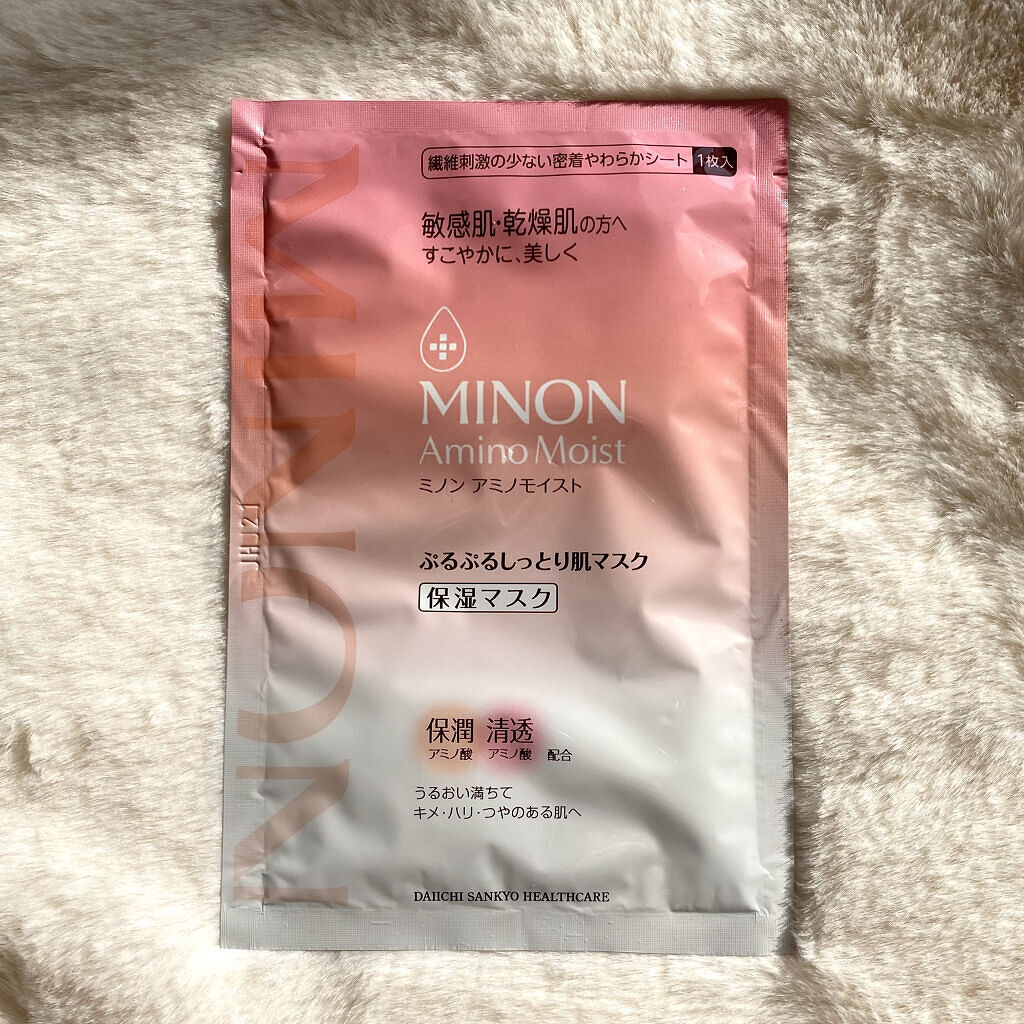 繊維刺激の少ない密着やわらかシート 1枚入
敏感肌・乾燥肌の方へ
すこやかに、美しく
MINON
Amino Moist
ミノン アミノモイスト
ぷるぷるしっとり肌マスク
保湿マスク
保潤 清透
アミノ酸 アミノ酸 配合
うるおい満ちて
キメ・ハリ・つやのある肌へ
DAIICHI SANKYO HEALTHCARE
MINON